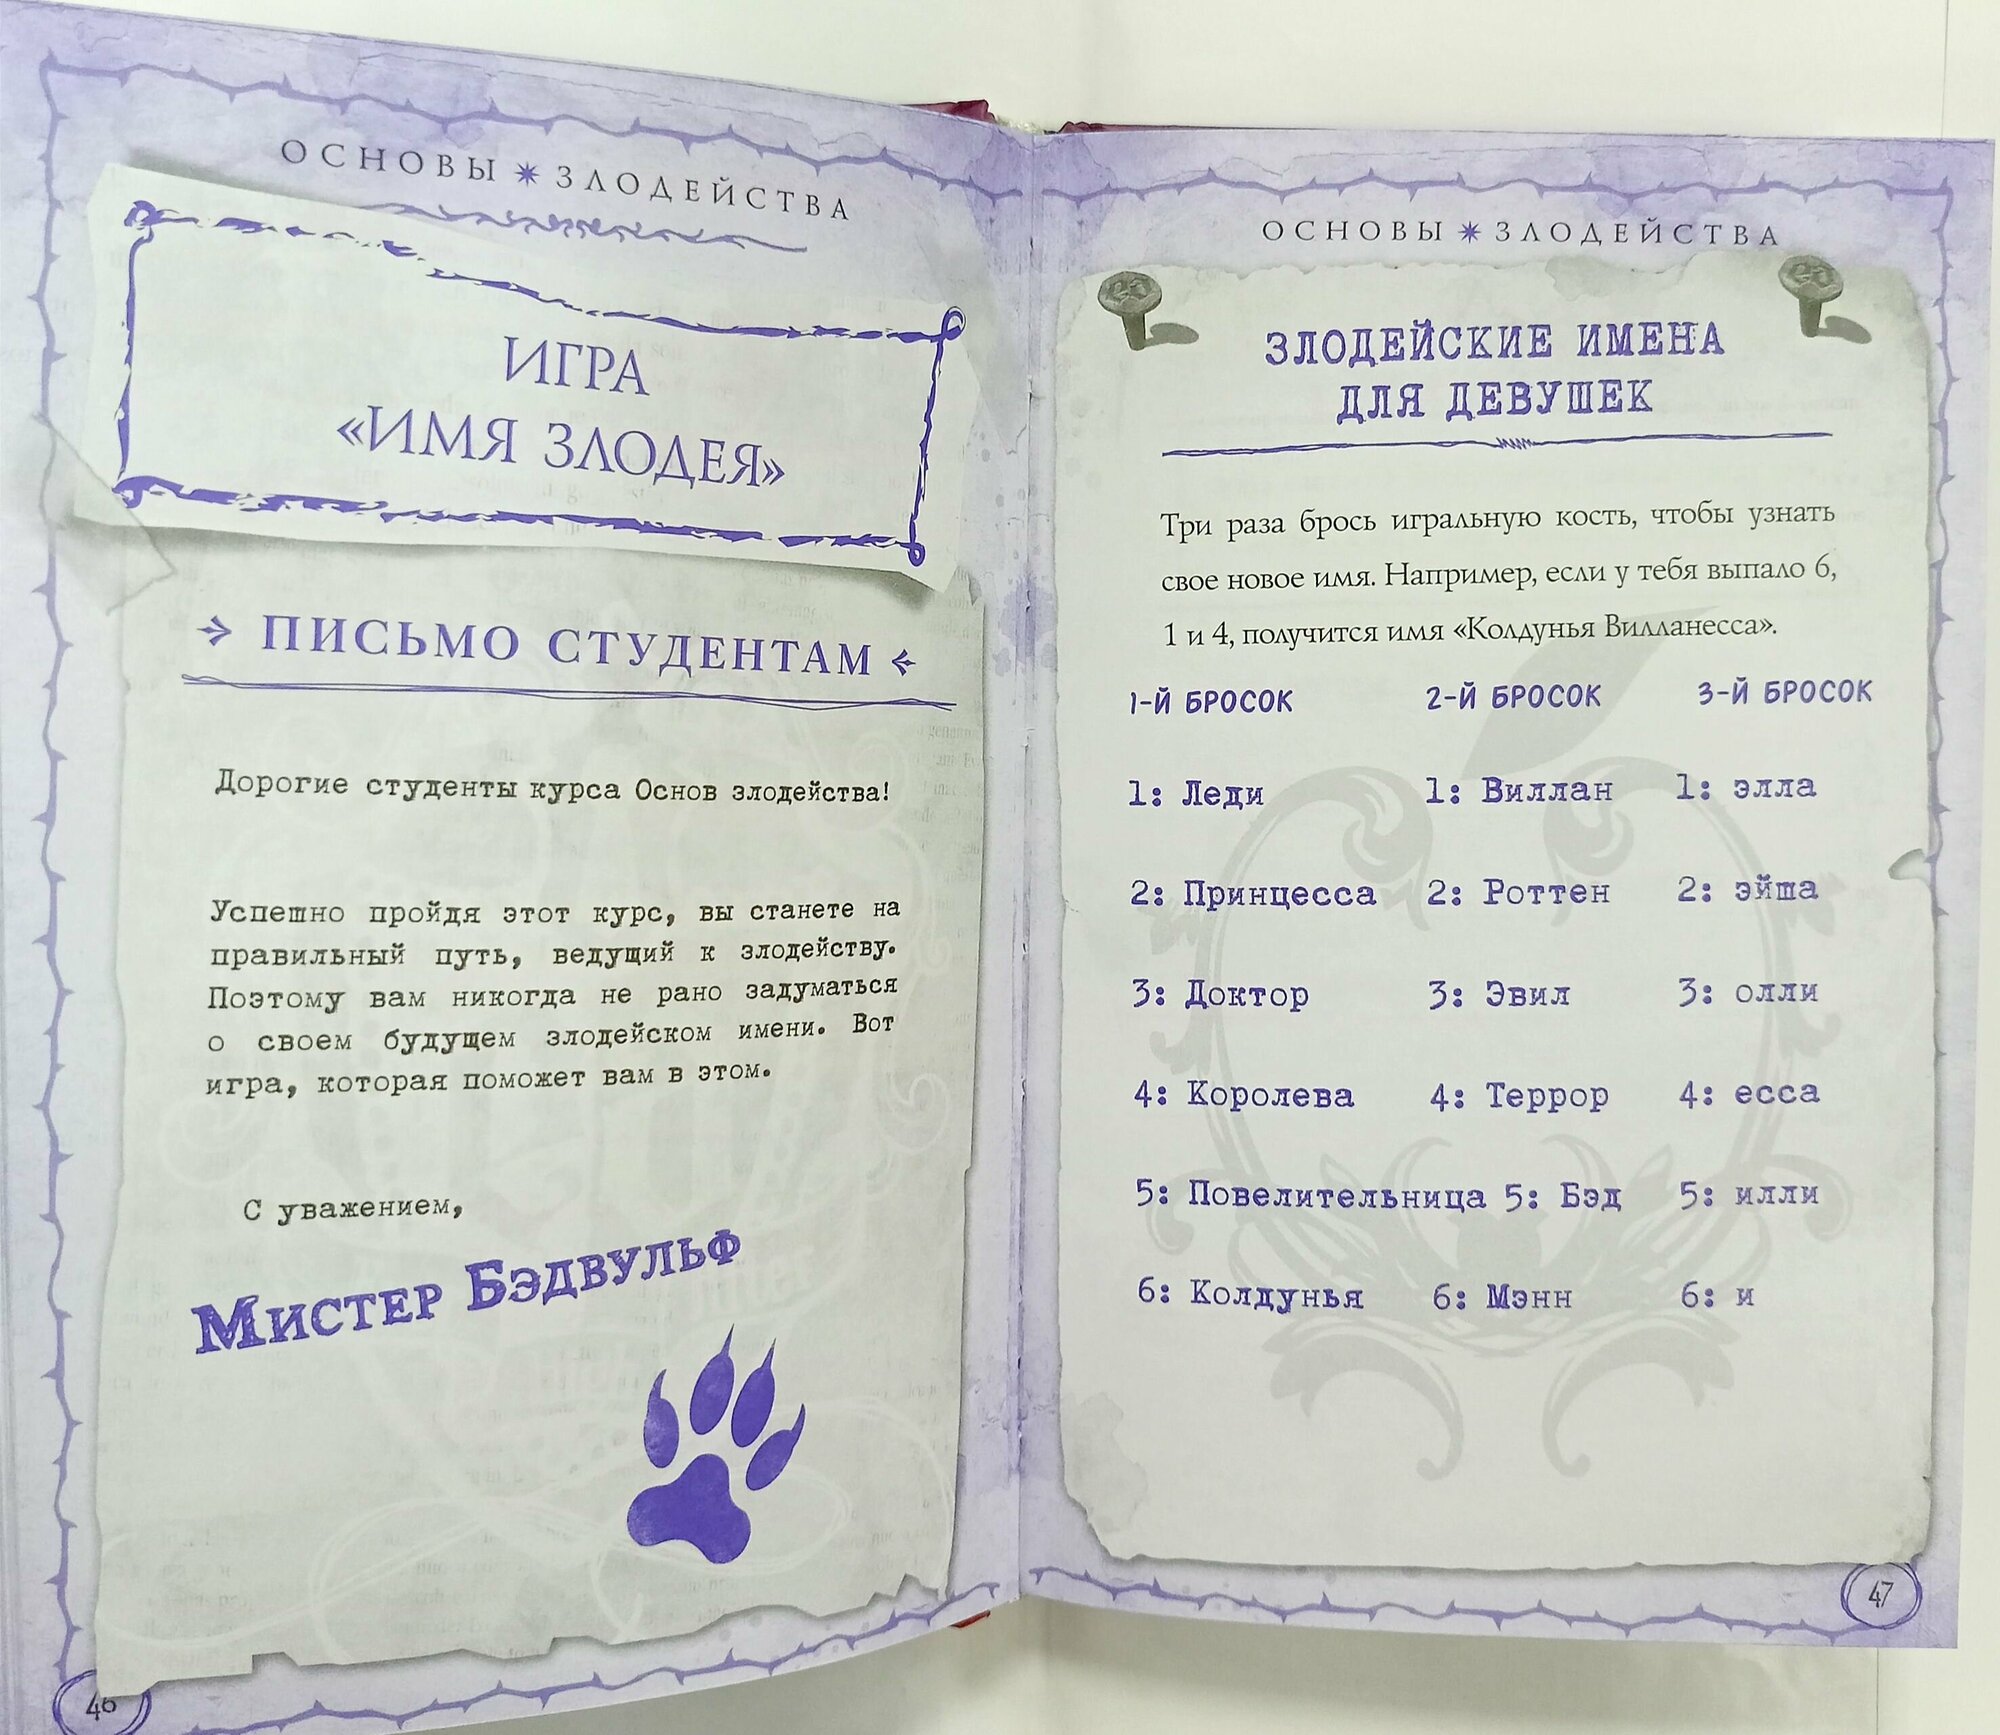 ОСНОВЫ ✷ ЗЛОДЕЙСТВА
ИГРА
«ИМЯ ЗЛОДЕЯ»
ПИСЬМО СТУДЕНТАМ
Дорогие студенты курса Основ злодейства!
Успешно пройдя этот курс, вы станете на
правильный путь, ведущий к злодейству.
Поэтому вам никогда не рано задуматься
о своем будущем злодейском имени. Вот
игра, которая поможет вам в этом.
С уважением,
Мистер Бэдвульф
46
ОСНОВЫ ✷ ЗЛОДЕЙСТВА
ЗЛОДЕЙСКИЕ ИМЕНА
ДЛЯ ДЕВУШЕК
Три раза брось игральную кость, чтобы узнать
свое новое имя. Например, если у тебя выпало 6,
1 и 4, получится имя «Колдунья Вилланесса».
1-Й БРОСОК 2-Й БРОСОК 3-Й БРОСОК
1: Леди 1: Виллан 1: элла
2: Принцесса 2: Роттен 2: эйша
3: Доктор 3: Эвил 3: олли
4: Королева 4: Террор 4: есса
5: Повелительница 5: Бэд 5: илли
6: Колдунья 6: Мэнн 6: и
47